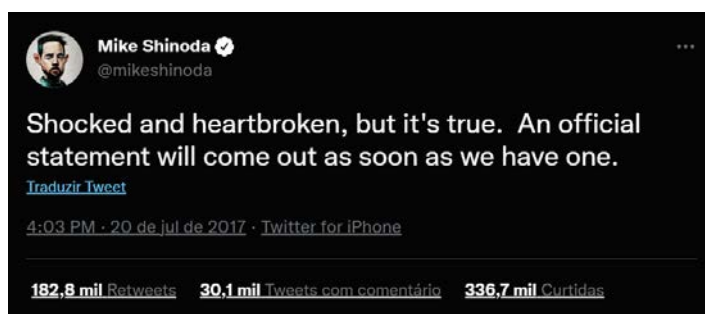 Mike Shinoda
@mikeshinoda
Shocked and heartbroken, but it's true. An official
statement will come out as soon as we have one.
Traduzir Tweet
4:03 PM · 20 de jul de 2017 · Twitter for iPhone
182,8 mil Retweets 30,1 mil Tweets com comentário 336,7 mil Curtidas